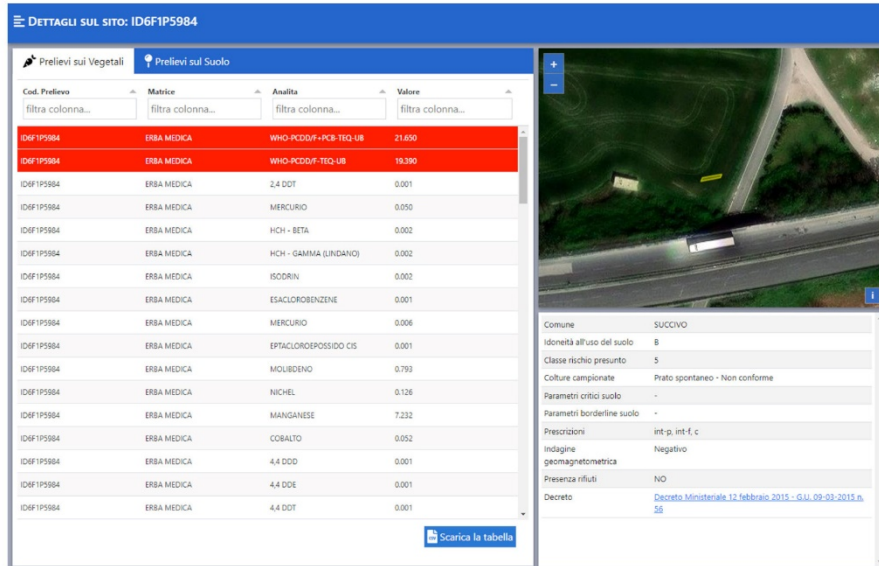 DETTAGLI SUL SITO: ID6F1P5984
Prelievi sui Vegetali
Prelievi sul Suolo
Cod. Prelievo Matrice Analita Valore
filtra colonna... filtra colonna... filtra colonna... filtra colonna...
ID6F1P5984 ERBA MEDICA WHO-PCDD/F+PCB-TEQ-UB 21.650
ID6F1P5984 ERBA MEDICA WHO-PCDD/F-TEQ-UB 19.390
ID6F1P5984 ERBA MEDICA 2,4 DDT 0.001
ID6F1P5984 ERBA MEDICA MERCURIO 0.050
ID6F1P5984 ERBA MEDICA HCH - BETA 0.002
ID6F1P5984 ERBA MEDICA HCH - GAMMA (LINDANO) 0.002
ID6F1P5984 ERBA MEDICA ISODRIN 0.002
ID6F1P5984 ERBA MEDICA ESACLOROBENZENE 0.001
ID6F1P5984 ERBA MEDICA MERCURIO 0.006
ID6F1P5984 ERBA MEDICA EPTACLOROEPOSSIDO CIS 0.001
ID6F1P5984 ERBA MEDICA MOLIBDENO 0.793
ID6F1P5984 ERBA MEDICA NICHEL 0.126
ID6F1P5984 ERBA MEDICA MANGANESE 7.232
ID6F1P5984 ERBA MEDICA COBALTO 0.052
ID6F1P5984 ERBA MEDICA 4,4 DDD 0.001
ID6F1P5984 ERBA MEDICA 4,4 DDE 0.001
ID6F1P5984 ERBA MEDICA 4,4 DDT 0.001
Scarica la tabella
+
−
i
Comune SUCCIVO
Idoneità all'uso del suolo B
Classe rischio presunto 5
Colture campionate Prato spontaneo - Non conforme
Parametri critici suolo -
Parametri borderline suolo -
Prescrizioni int-p, int-f, c
Indagine Negativo
geomagnetometrica
Presenza rifiuti NO
Decreto Decreto Ministeriale 12 febbraio 2015 - G.U. 09-03-2015 n.
56